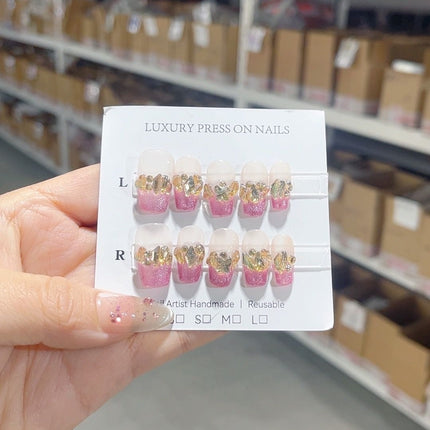 LUXURY PRESS ON NAILS
L
R
Artist Handmade | Reusable
S☐ M☐ L☐